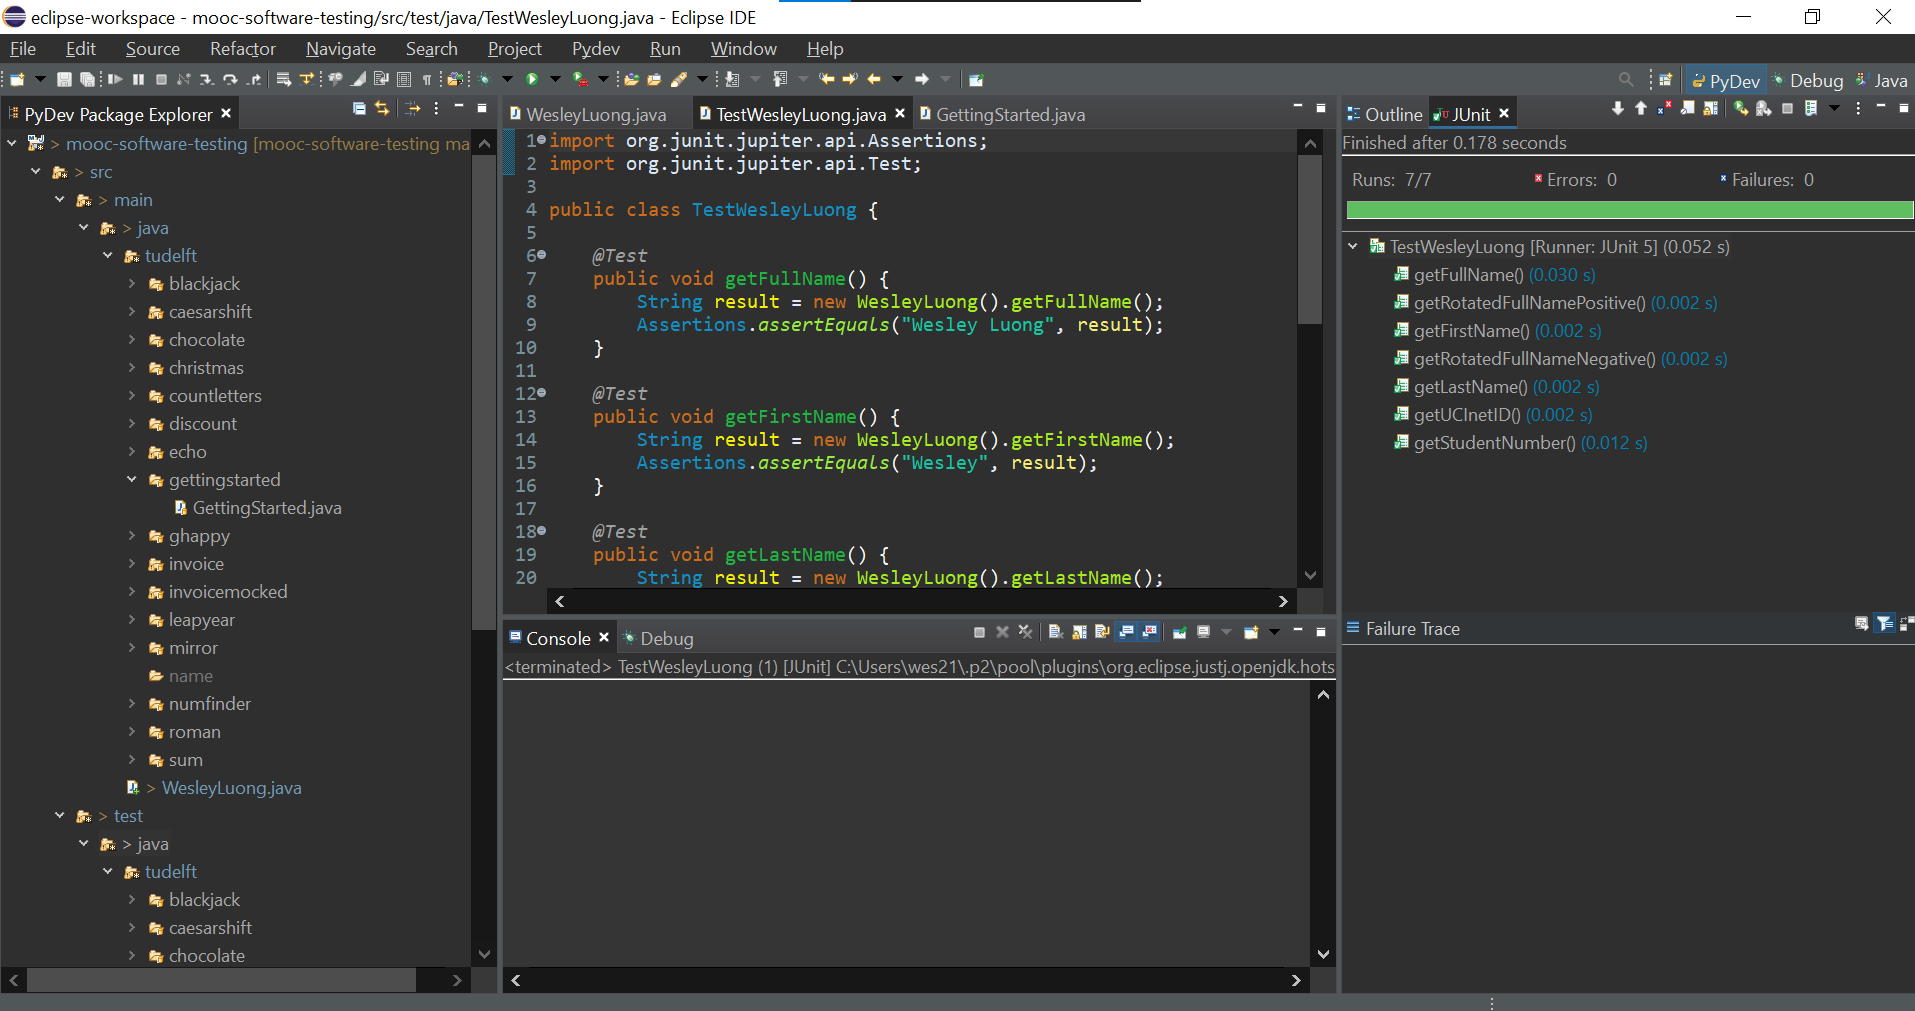 eclipse-workspace - mooc-software-testing/src/test/java/TestWesleyLuong.java - Eclipse IDE
File Edit Source Refactor Navigate Search Project Pydev Run Window Help
PyDev Debug Java
PyDev Package Explorer
> mooc-software-testing [mooc-software-testing ma
> src
> main
> java
tudelft
blackjack
caesarshift
chocolate
christmas
countletters
discount
echo
gettingstarted
GettingStarted.java
ghappy
invoice
invoicemocked
leapyear
mirror
name
numfinder
roman
sum
> WesleyLuong.java
> test
> java
tudelft
blackjack
caesarshift
chocolate
WesleyLuong.java TestWesleyLuong.java GettingStarted.java
1 import org.junit.jupiter.api.Assertions;
2 import org.junit.jupiter.api.Test;
3
4 public class TestWesleyLuong {
5
6 @Test
7 public void getFullName() {
8 String result = new WesleyLuong().getFullName();
9 Assertions.assertEquals("Wesley Luong", result);
10 }
11
12 @Test
13 public void getFirstName() {
14 String result = new WesleyLuong().getFirstName();
15 Assertions.assertEquals("Wesley", result);
16 }
17
18 @Test
19 public void getLastName() {
20 String result = new WesleyLuong().getLastName();
Console Debug
<terminated> TestWesleyLuong (1) [JUnit] C:\Users\wes21\.p2\pool\plugins\org.eclipse.justj.openjdk.hots
Outline JUnit
Finished after 0.178 seconds
Runs: 7/7 Errors: 0 Failures: 0
TestWesleyLuong [Runner: JUnit 5] (0.052 s)
getFullName() (0.030 s)
getRotatedFullNamePositive() (0.002 s)
getFirstName() (0.002 s)
getRotatedFullNameNegative() (0.002 s)
getLastName() (0.002 s)
getUCInetID() (0.002 s)
getStudentNumber() (0.012 s)
Failure Trace